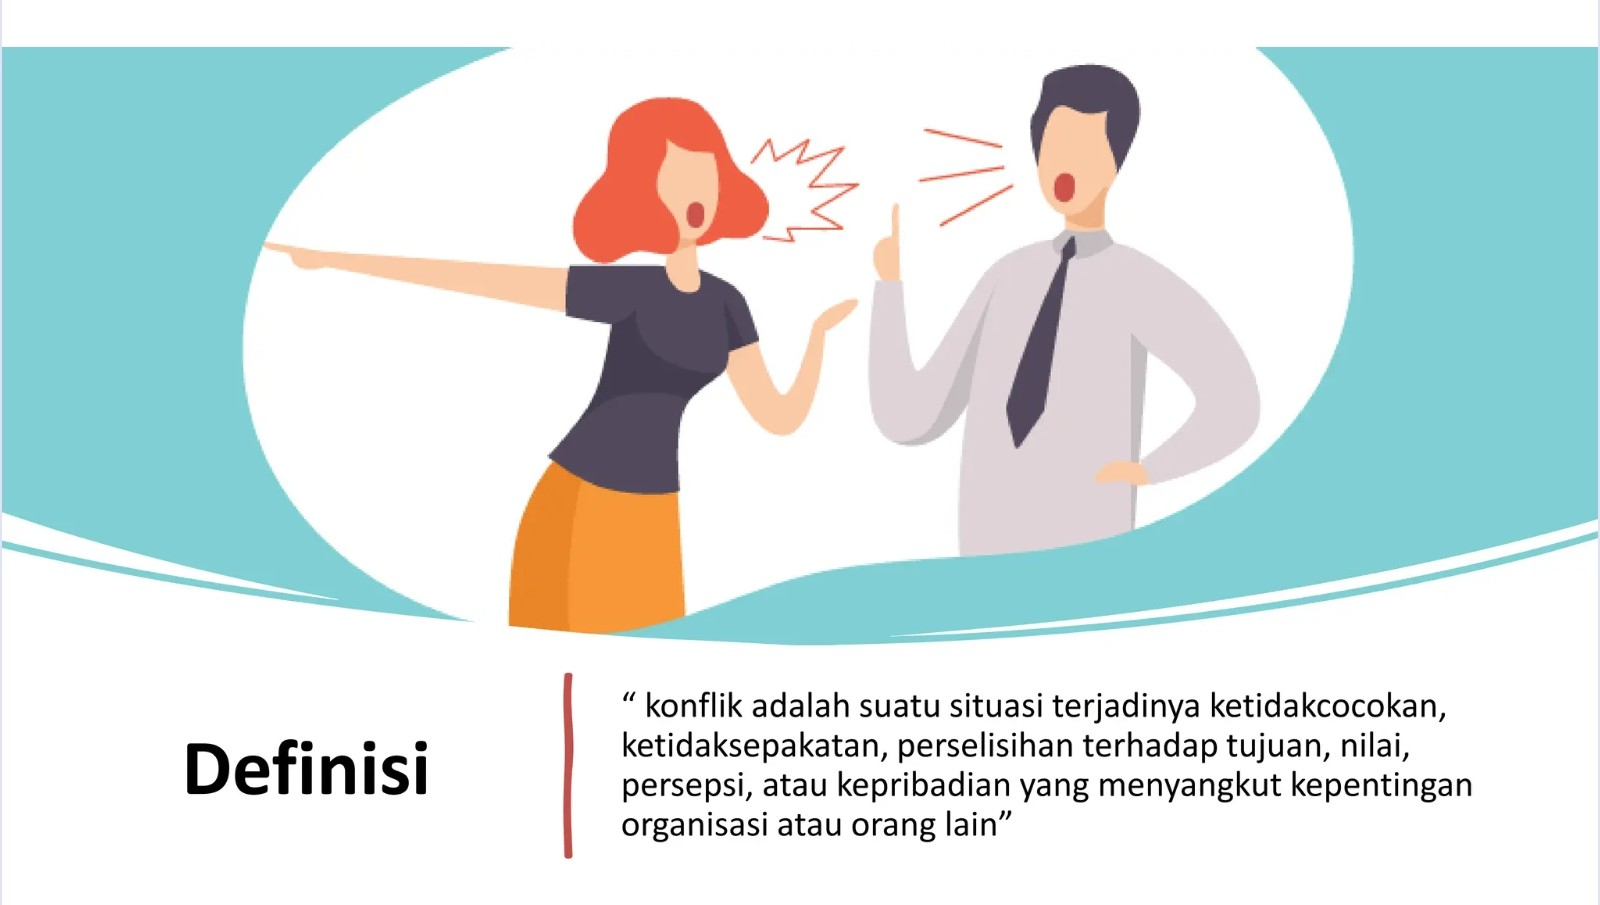 Definisi
“ konflik adalah suatu situasi terjadinya ketidakcocokan,
ketidaksepakatan, perselisihan terhadap tujuan, nilai,
persepsi, atau kepribadian yang menyangkut kepentingan
organisasi atau orang lain”